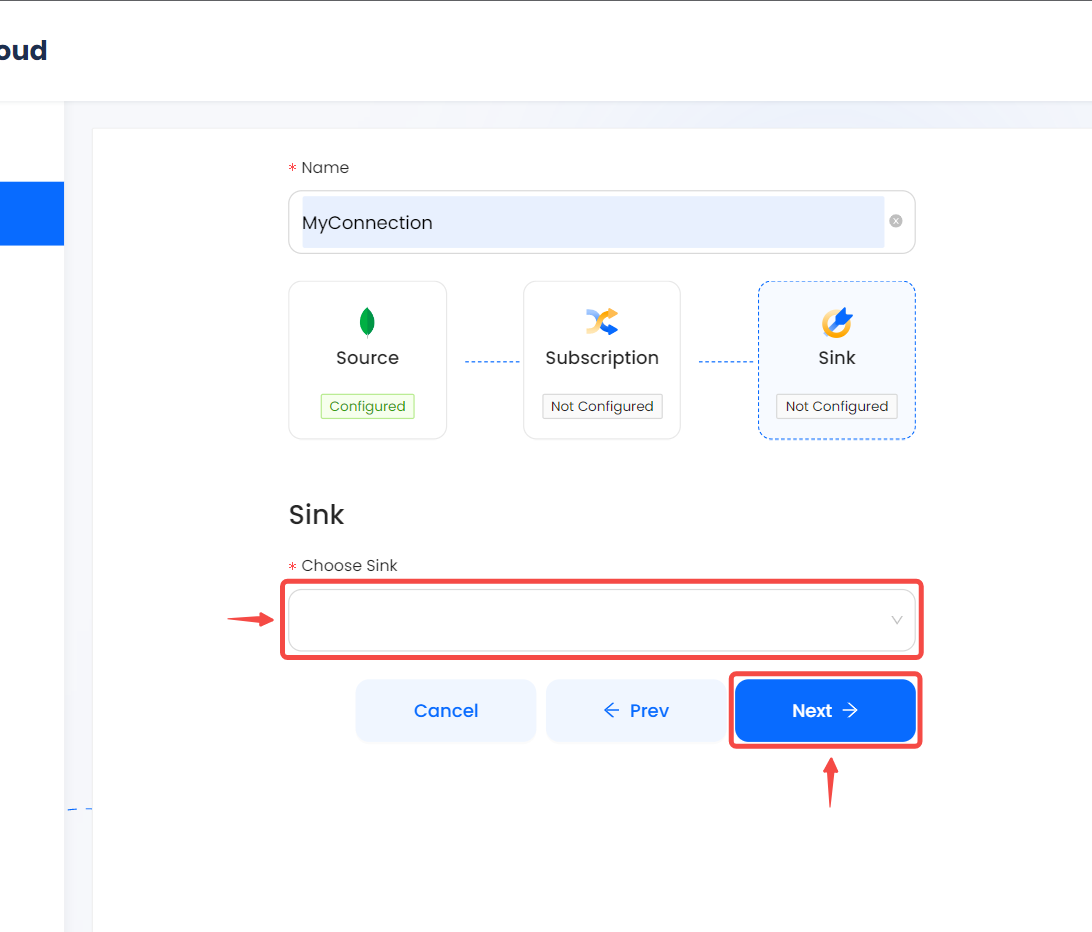 oud
* Name
MyConnection
Source
Subscription
Sink
Configured
Not Configured
Not Configured
Sink
* Choose Sink
Cancel
← Prev
Next →